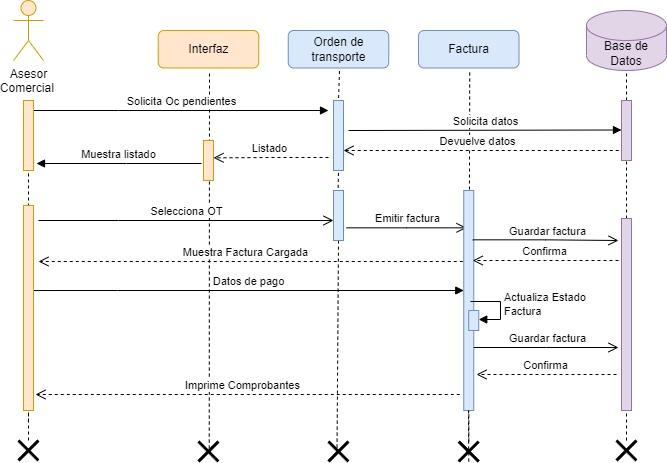 Asesor
Comercial
Interfaz
Orden de
transporte
Factura
Base de
Datos
Solicita Oc pendientes
Solicita datos
Devuelve datos
Listado
Muestra listado
Selecciona OT
Emitir factura
Guardar factura
Confirma
Muestra Factura Cargada
Datos de pago
Actualiza Estado
Factura
Guardar factura
Confirma
Imprime Comprobantes